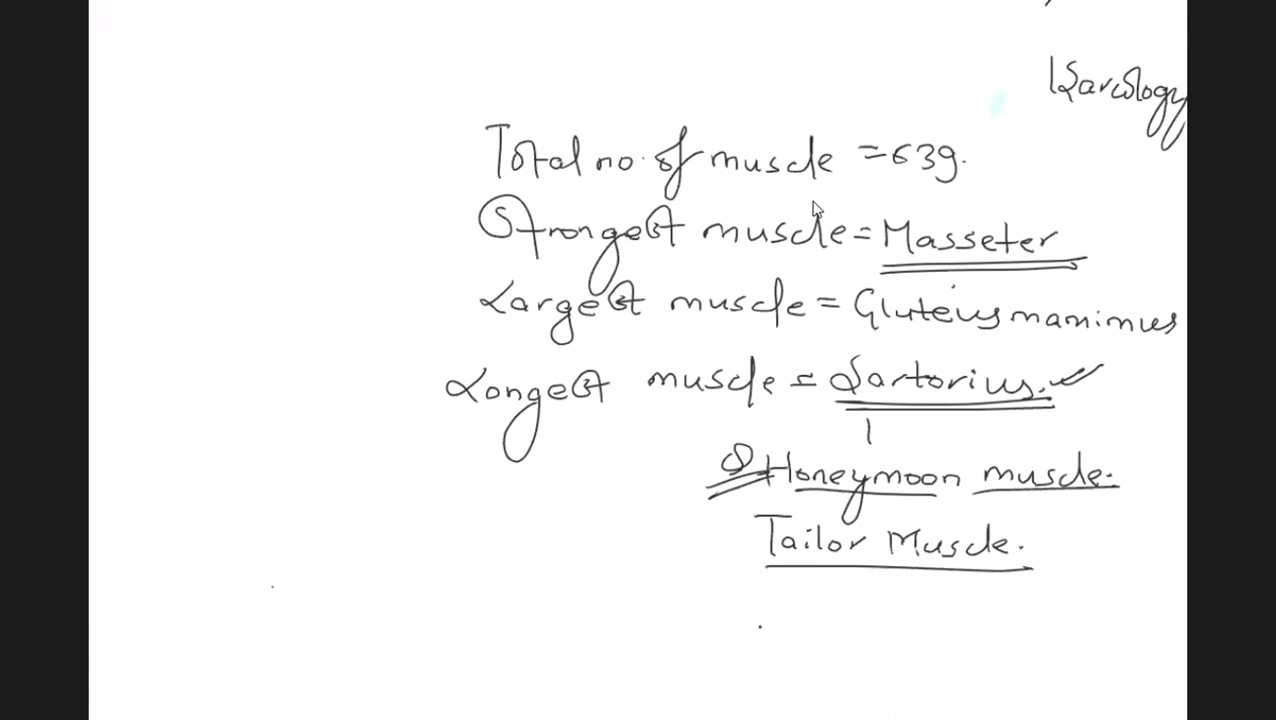 Sarcology
Total no. of muscle = 639.
Strongest muscle = Masseter
Largest muscle = Gluteius maximus
Longest muscle = Sartorius.
Honeymoon muscle.
Tailor Muscle.